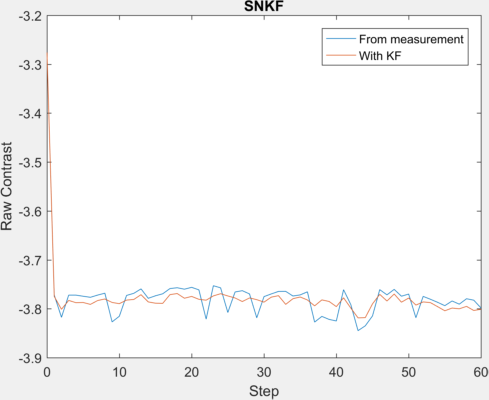 SNKF
-3.2
From measurement
With KF
-3.3
-3.4
-3.5
-3.6
-3.7
-3.8
-3.9
Raw Contrast
0 10 20 30 40 50 60
Step